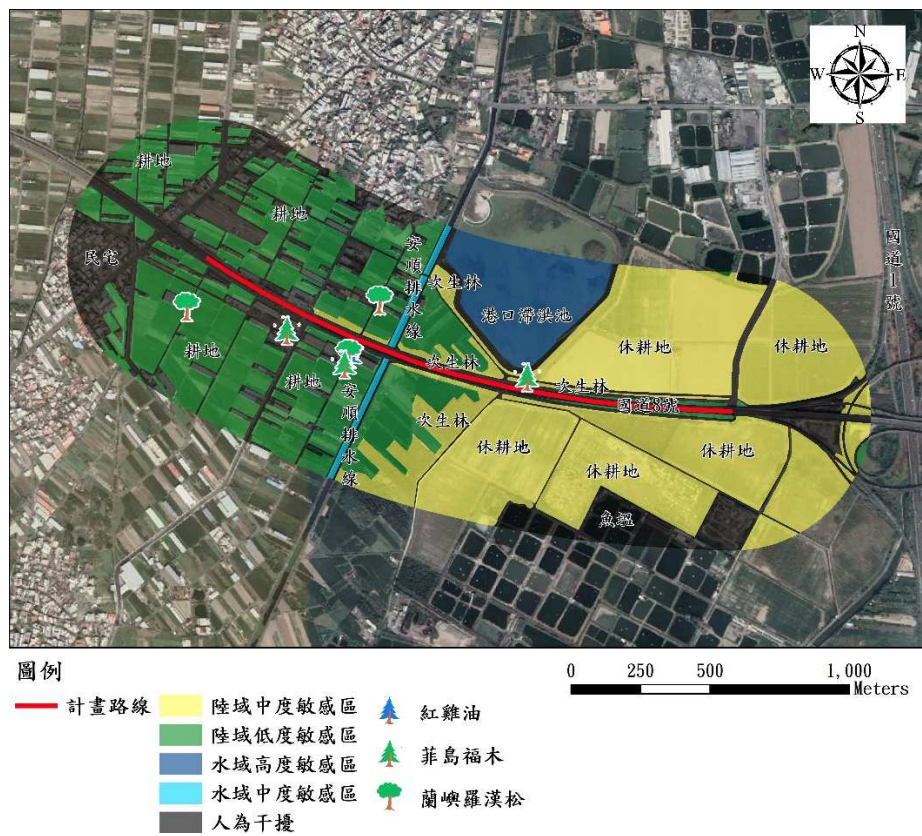 N
W
E
S
耕地
耕地
民宅
安順排水線
次生林
港口滯洪池
國道1號
休耕地
休耕地
耕地
耕地
次生林
次生林
國道8號
安順排水線
次生林
休耕地
休耕地
休耕地
魚塭
圖例
計畫路線
陸域中度敏感區
陸域低度敏感區
水域高度敏感區
水域中度敏感區
人為干擾
紅雞油
菲島福木
蘭嶼羅漢松
0 250 500 1,000
Meters